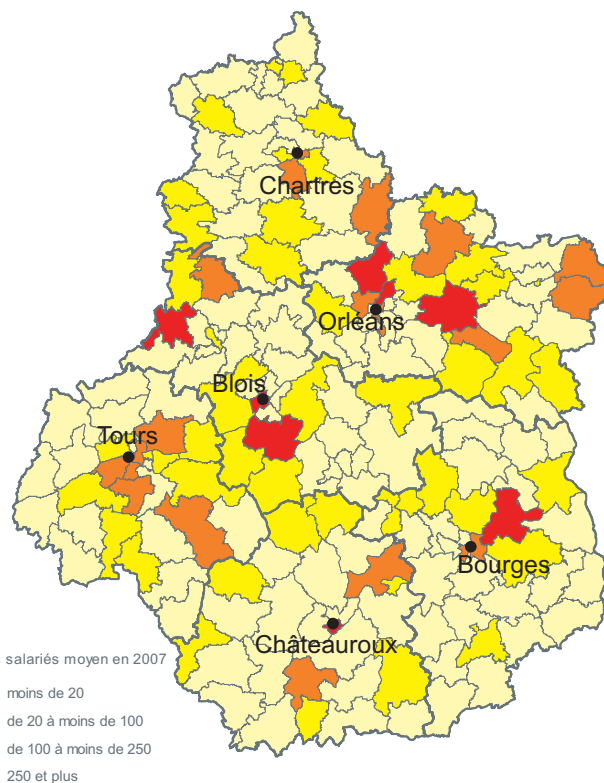 Chartres
Orléans
Blois
Tours
Bourges
Châteauroux
salariés moyen en 2007
moins de 20
de 20 à moins de 100
de 100 à moins de 250
250 et plus